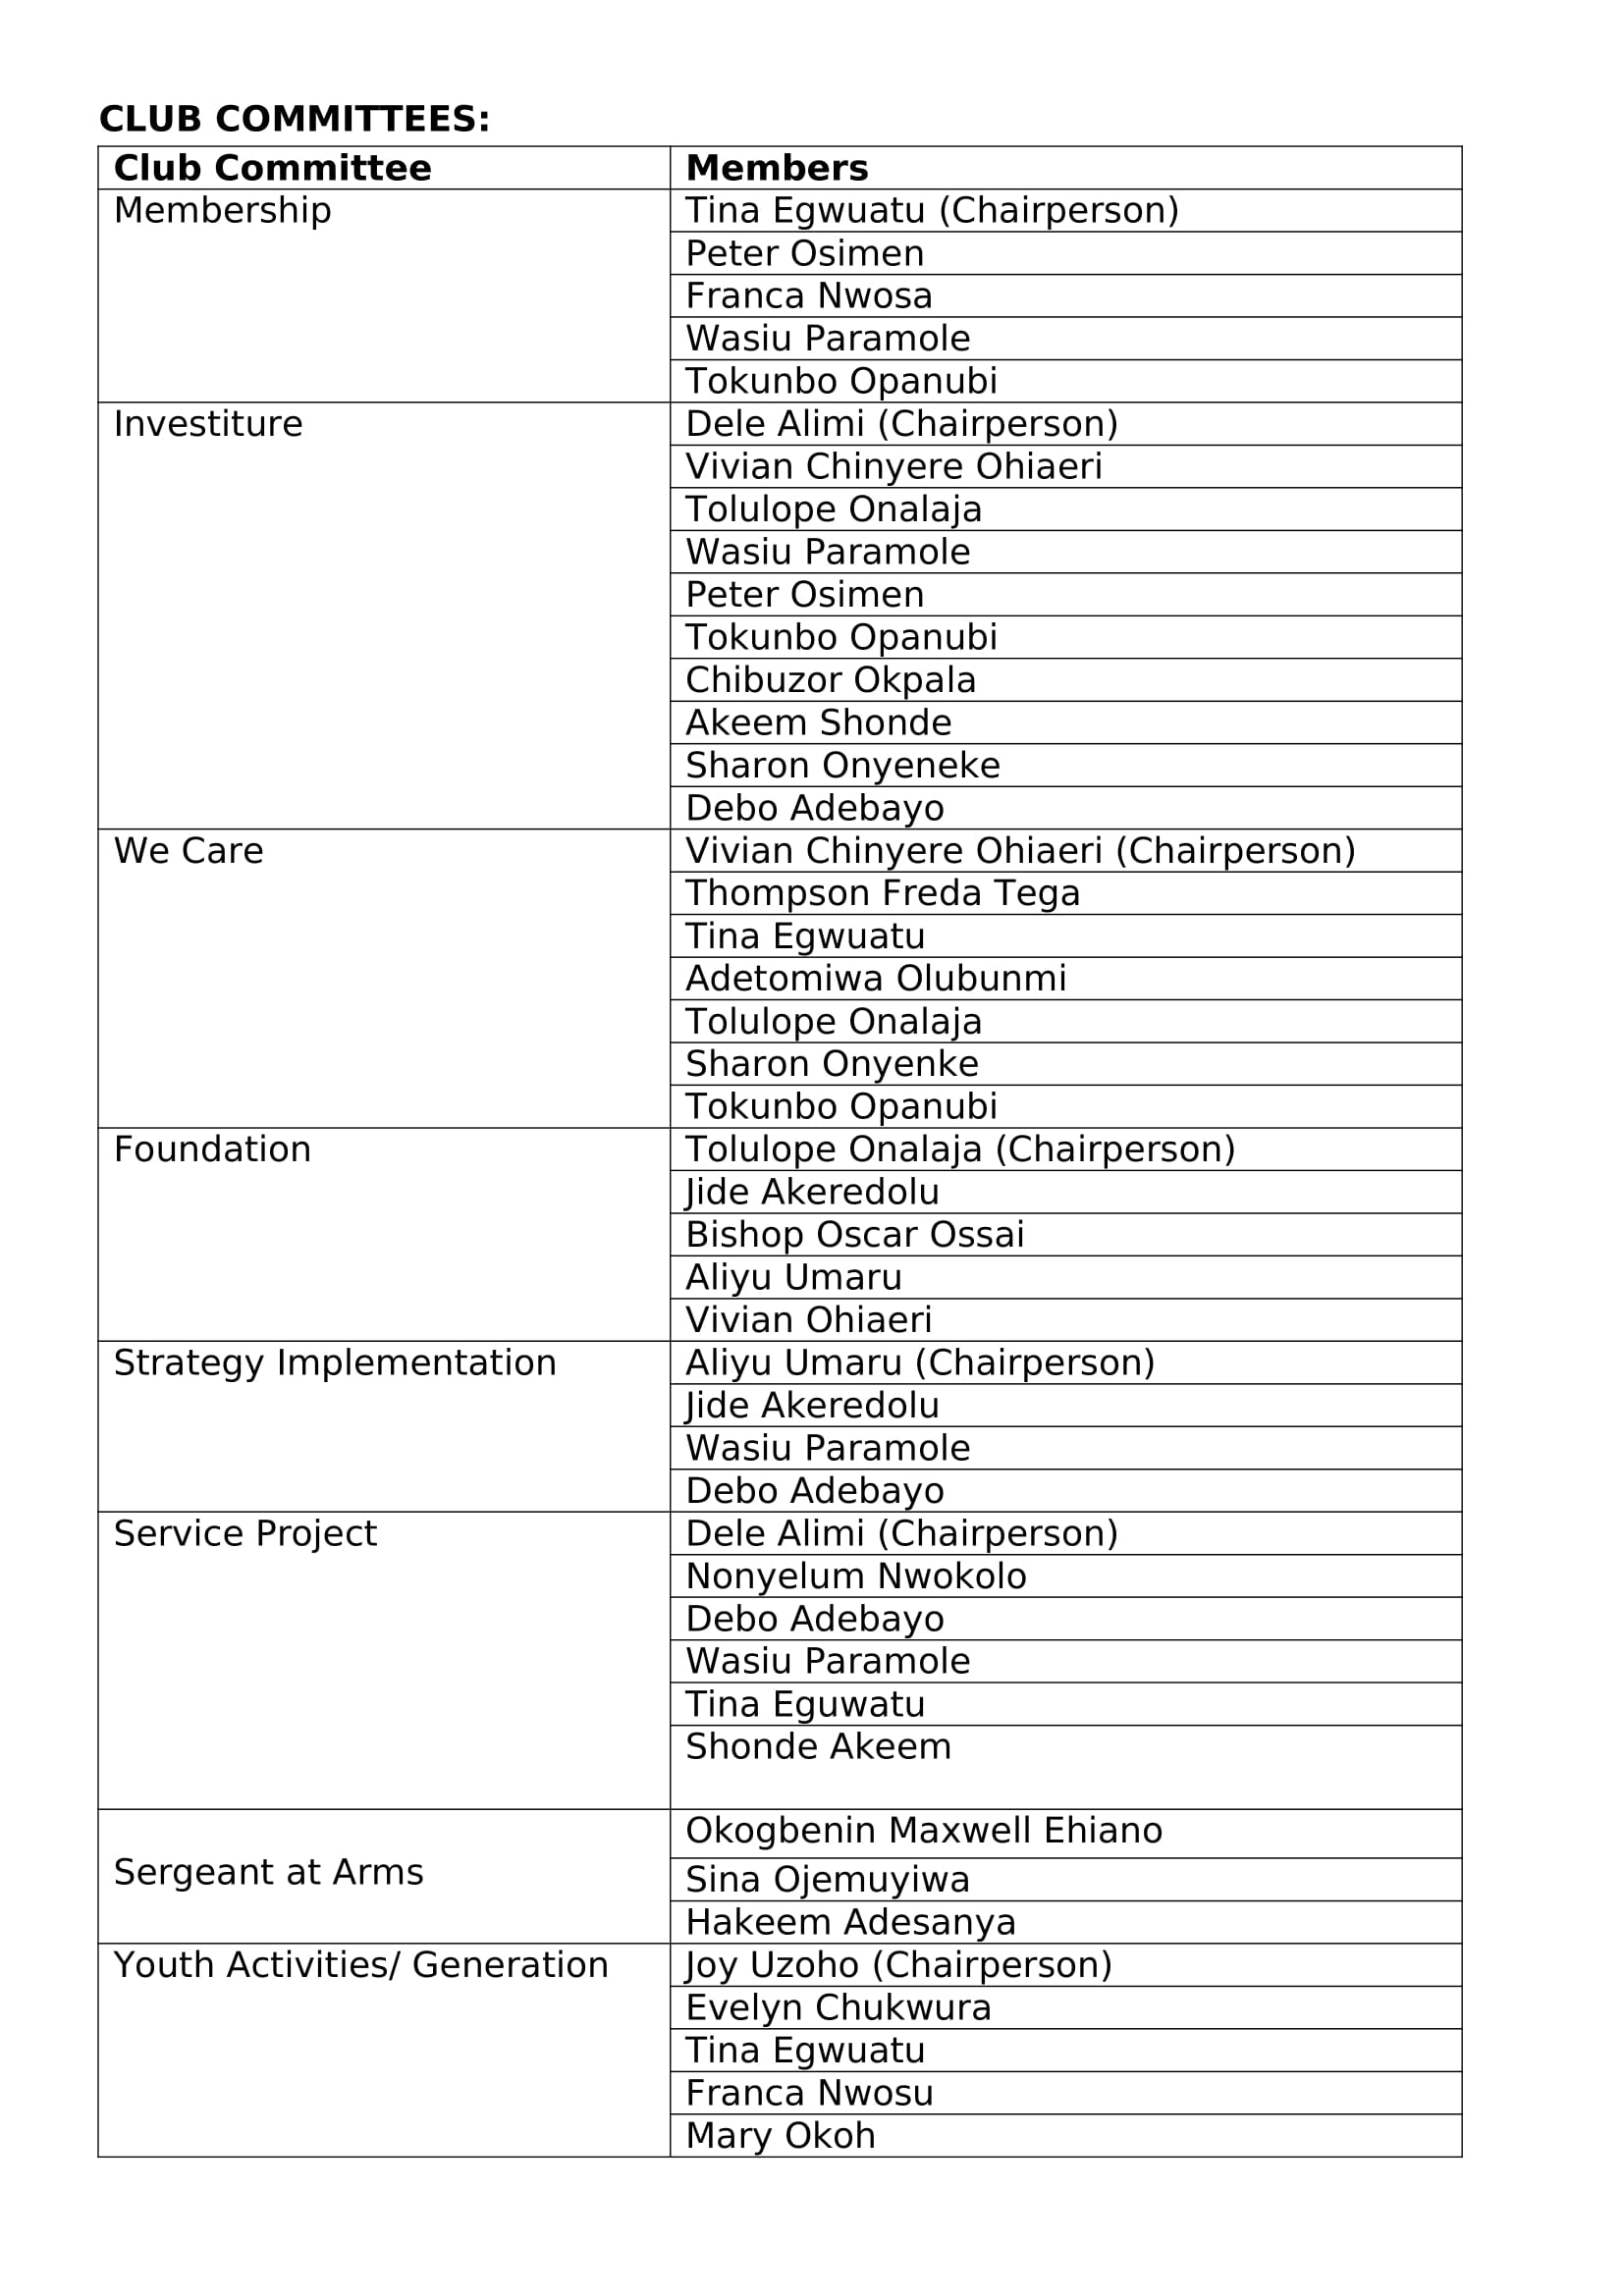 CLUB COMMITTEES:
Club Committee Members
Membership Tina Egwuatu (Chairperson)
Peter Osimen
Franca Nwosa
Wasiu Paramole
Tokunbo Opanubi
Investiture Dele Alimi (Chairperson)
Vivian Chinyere Ohiaeri
Tolulope Onalaja
Wasiu Paramole
Peter Osimen
Tokunbo Opanubi
Chibuzor Okpala
Akeem Shonde
Sharon Onyeneke
Debo Adebayo
We Care Vivian Chinyere Ohiaeri (Chairperson)
Thompson Freda Tega
Tina Egwuatu
Adetomiwa Olubunmi
Tolulope Onalaja
Sharon Onyenke
Tokunbo Opanubi
Foundation Tolulope Onalaja (Chairperson)
Jide Akeredolu
Bishop Oscar Ossai
Aliyu Umaru
Vivian Ohiaeri
Strategy Implementation Aliyu Umaru (Chairperson)
Jide Akeredolu
Wasiu Paramole
Debo Adebayo
Service Project Dele Alimi (Chairperson)
Nonyelum Nwokolo
Debo Adebayo
Wasiu Paramole
Tina Eguwatu
Shonde Akeem
Okogbenin Maxwell Ehiano
Sergeant at Arms Sina Ojemuyiwa
Hakeem Adesanya
Youth Activities/ Generation Joy Uzoho (Chairperson)
Evelyn Chukwura
Tina Egwuatu
Franca Nwosu
Mary Okoh